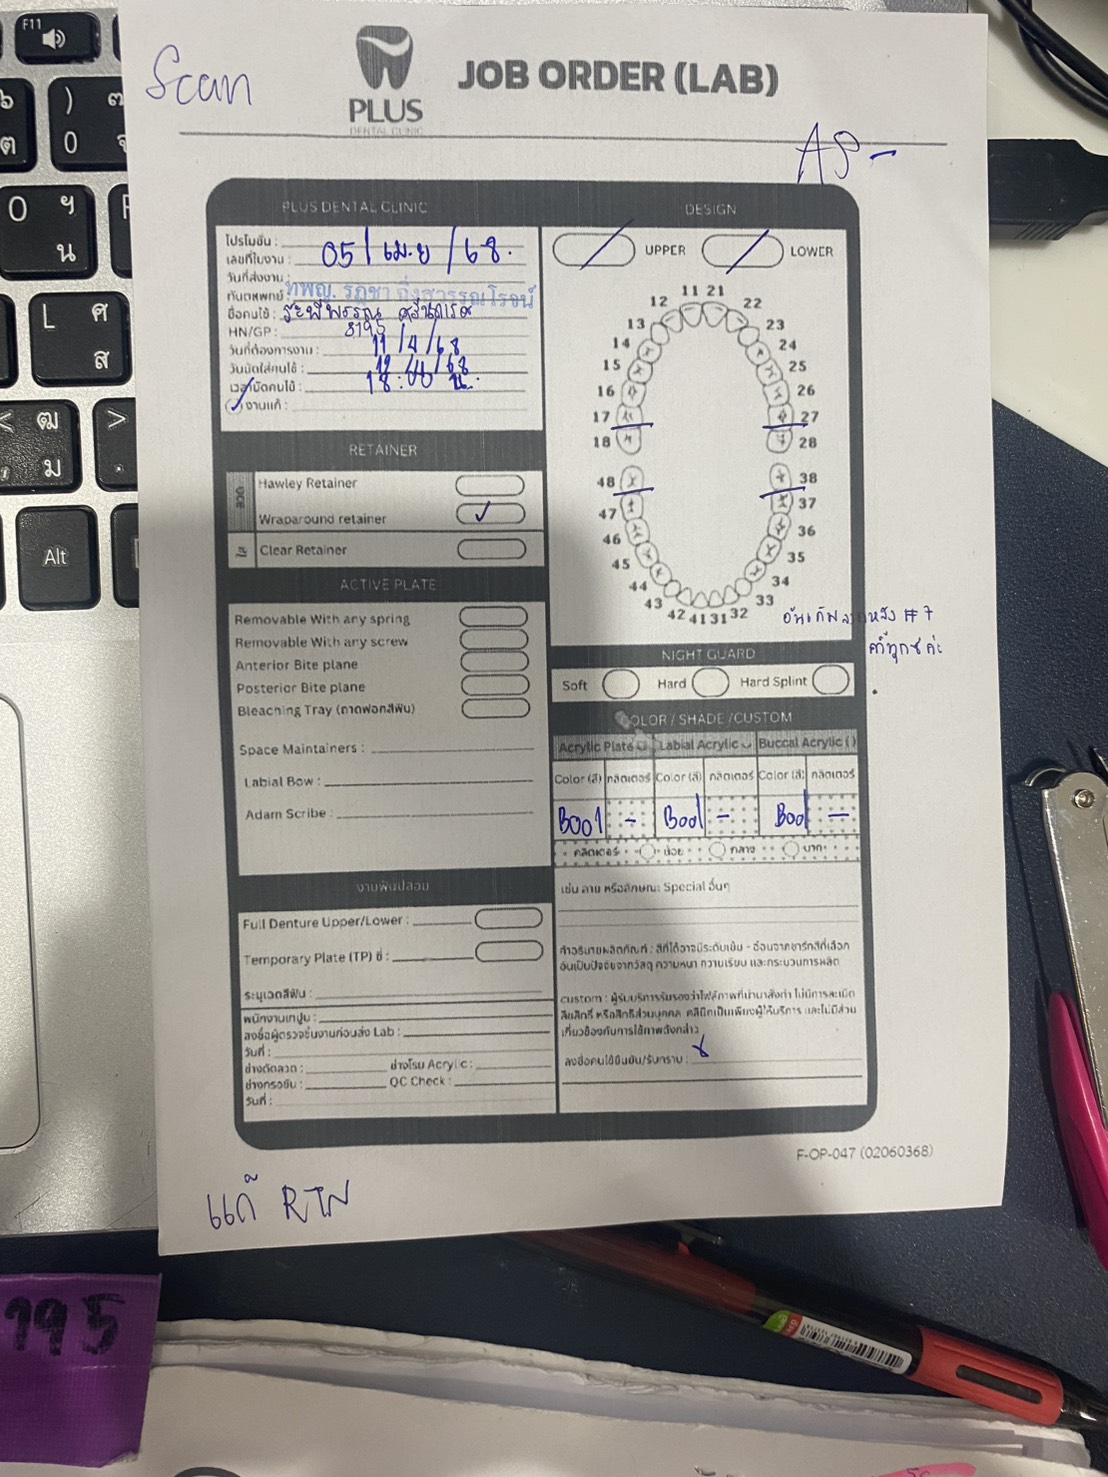 Scan
PLUS
DENTAL CLINIC
JOB ORDER (LAB)
PLUS DENTAL CLINIC
โปรโมชั่น :
เลขที่ใบงาน :
05 / เม.ย / 68.
วันที่ส่งงาน :
ทันตแพทย์ : ทพญ.
ชื่อคนไข้ :
HN/GP : 8195
วันที่ต้องการงาน : 11 / 4 / 68
วันนัดใส่คนไข้ :
เวลานัดคนไข้ : 18:00 น.
งานแก้ :
DESIGN
UPPER
LOWER
11 21
12 22
13 23
14 24
15 25
16 26
17 27
18 28
48 38
47 37
46 36
45 35
44 34
43 33
42 41 31 32
#7
RETAINER
Hawley Retainer
Wraparound retainer
ใส Clear Retainer
ACTIVE PLATE
Removable With any spring
Removable With any screw
Anterior Bite plane
Posterior Bite plane
Bleaching Tray (ถาดฟอกสีฟัน)
Space Maintainers :
Labial Bow :
Adam Scribe :
NIGHT GUARD
Soft Hard Hard Splint
COLOR / SHADE /CUSTOM
Acrylic Plate Labial Acrylic Buccal Acrylic ( )
Color (สี) กลิตเตอร์ Color (สี) กลิตเตอร์ Color (สี) กลิตเตอร์
B001 - B001 - B001 -
กลิตเตอร์ น้อย กลาง มาก
เช่น ลาย หรือลักษณะ Special อื่นๆ
งานฟันปลอม
Full Denture Upper/Lower :
Temporary Plate (TP) ซี่ :
ระบุเฉดสีฟัน :
พนักงานเทปูน :
ลงชื่อผู้ตรวจชิ้นงานก่อนส่ง Lab :
วันที่ :
ช่างดัดลวด : ช่างโรย Acrylic :
ช่างกรอขัด : QC Check :
วันที่ :
คำอธิบายผลิตภัณฑ์ : สีที่ได้อาจมีระดับเข้ม - อ่อนจากชาร์ทสีที่เลือก
อันเป็นปัจจัยจากวัสดุ ความหนา ความเรียบ และกระบวนการผลิต
custom : ผู้รับบริการรับรองว่าไฟล์ภาพที่นำมาสั่งทำ ไม่มีการละเมิด
ลิขสิทธิ์ หรือสิทธิส่วนบุคคล คลินิกเป็นเพียงผู้ให้บริการ และไม่มีส่วน
เกี่ยวข้องกับการใช้ภาพดังกล่าว
ลงชื่อคนไข้ยืนยัน/รับทราบ :
F-OP-047 (02060368)
แก้ RTN
195
F11
Alt